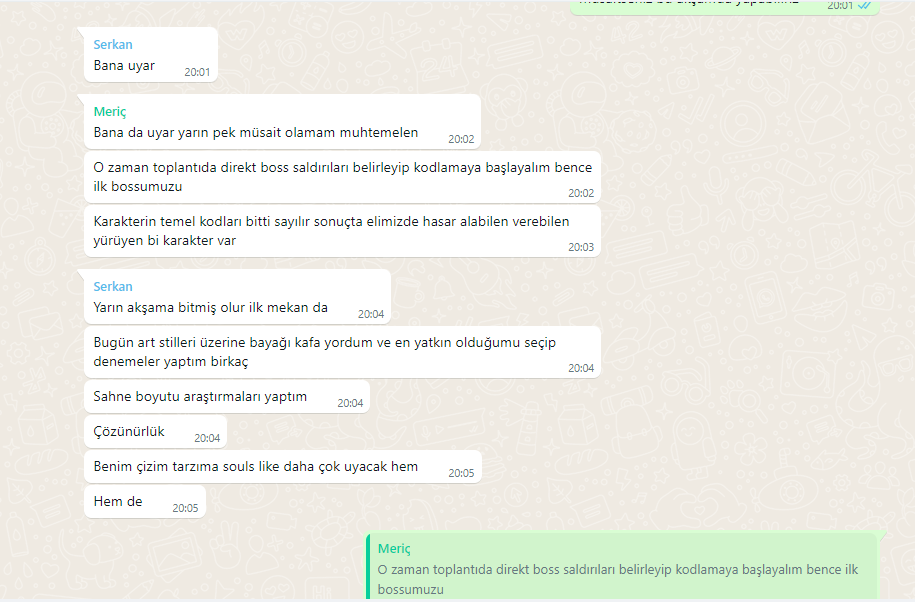 20:01
Serkan
Bana uyar
20:01
Meriç
Bana da uyar yarın pek müsait olamam muhtemelen
20:02
O zaman toplantıda direkt boss saldırıları belirleyip kodlamaya başlayalım bence
ilk bossumuzu
20:02
Karakterin temel kodları bitti sayılır sonuçta elimizde hasar alabilen verebilen
yürüyen bi karakter var
20:03
Serkan
Yarın akşama bitmiş olur ilk mekan da
20:04
Bugün art stilleri üzerine bayağı kafa yordum ve en yatkın olduğumu seçip
denemeler yaptım birkaç
20:04
Sahne boyutu araştırmaları yaptım
20:04
Çözünürlük
20:04
Benim çizim tarzıma souls like daha çok uyacak hem
20:05
Hem de
20:05
Meriç
O zaman toplantıda direkt boss saldırıları belirleyip kodlamaya başlayalım bence ilk
bossumuzu